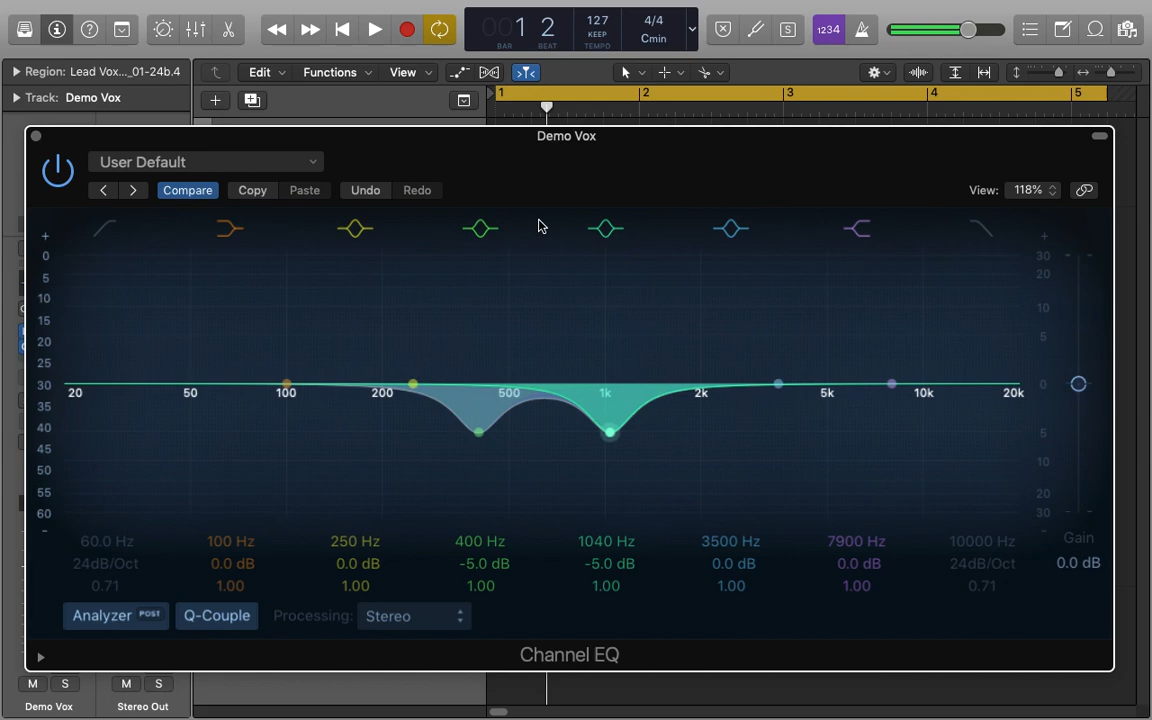 001 2 127 4/4
KEEP Cmin
BAR BEAT TEMPO
S 1234
Region: Lead Vox..._01-24b.4 Edit Functions View
Track: Demo Vox
1 2 3 4 5
Demo Vox
User Default
Compare Copy Paste Undo Redo View: 118%
+ +
0 30
5 20
10 10
15 5
20
25
30 0
20 50 100 200 500 1k 2k 5k 10k 20k
35
40 5
45
50 10
55 20
60 30
- -
60.0 Hz 100 Hz 250 Hz 400 Hz 1040 Hz 3500 Hz 7900 Hz 10000 Hz Gain
24dB/Oct 0.0 dB 0.0 dB -5.0 dB -5.0 dB 0.0 dB 0.0 dB 24dB/Oct 0.0 dB
0.71 1.00 1.00 1.00 1.00 1.00 1.00 0.71
Analyzer POST Q-Couple Processing: Stereo
Channel EQ
M S M S
Demo Vox Stereo Out